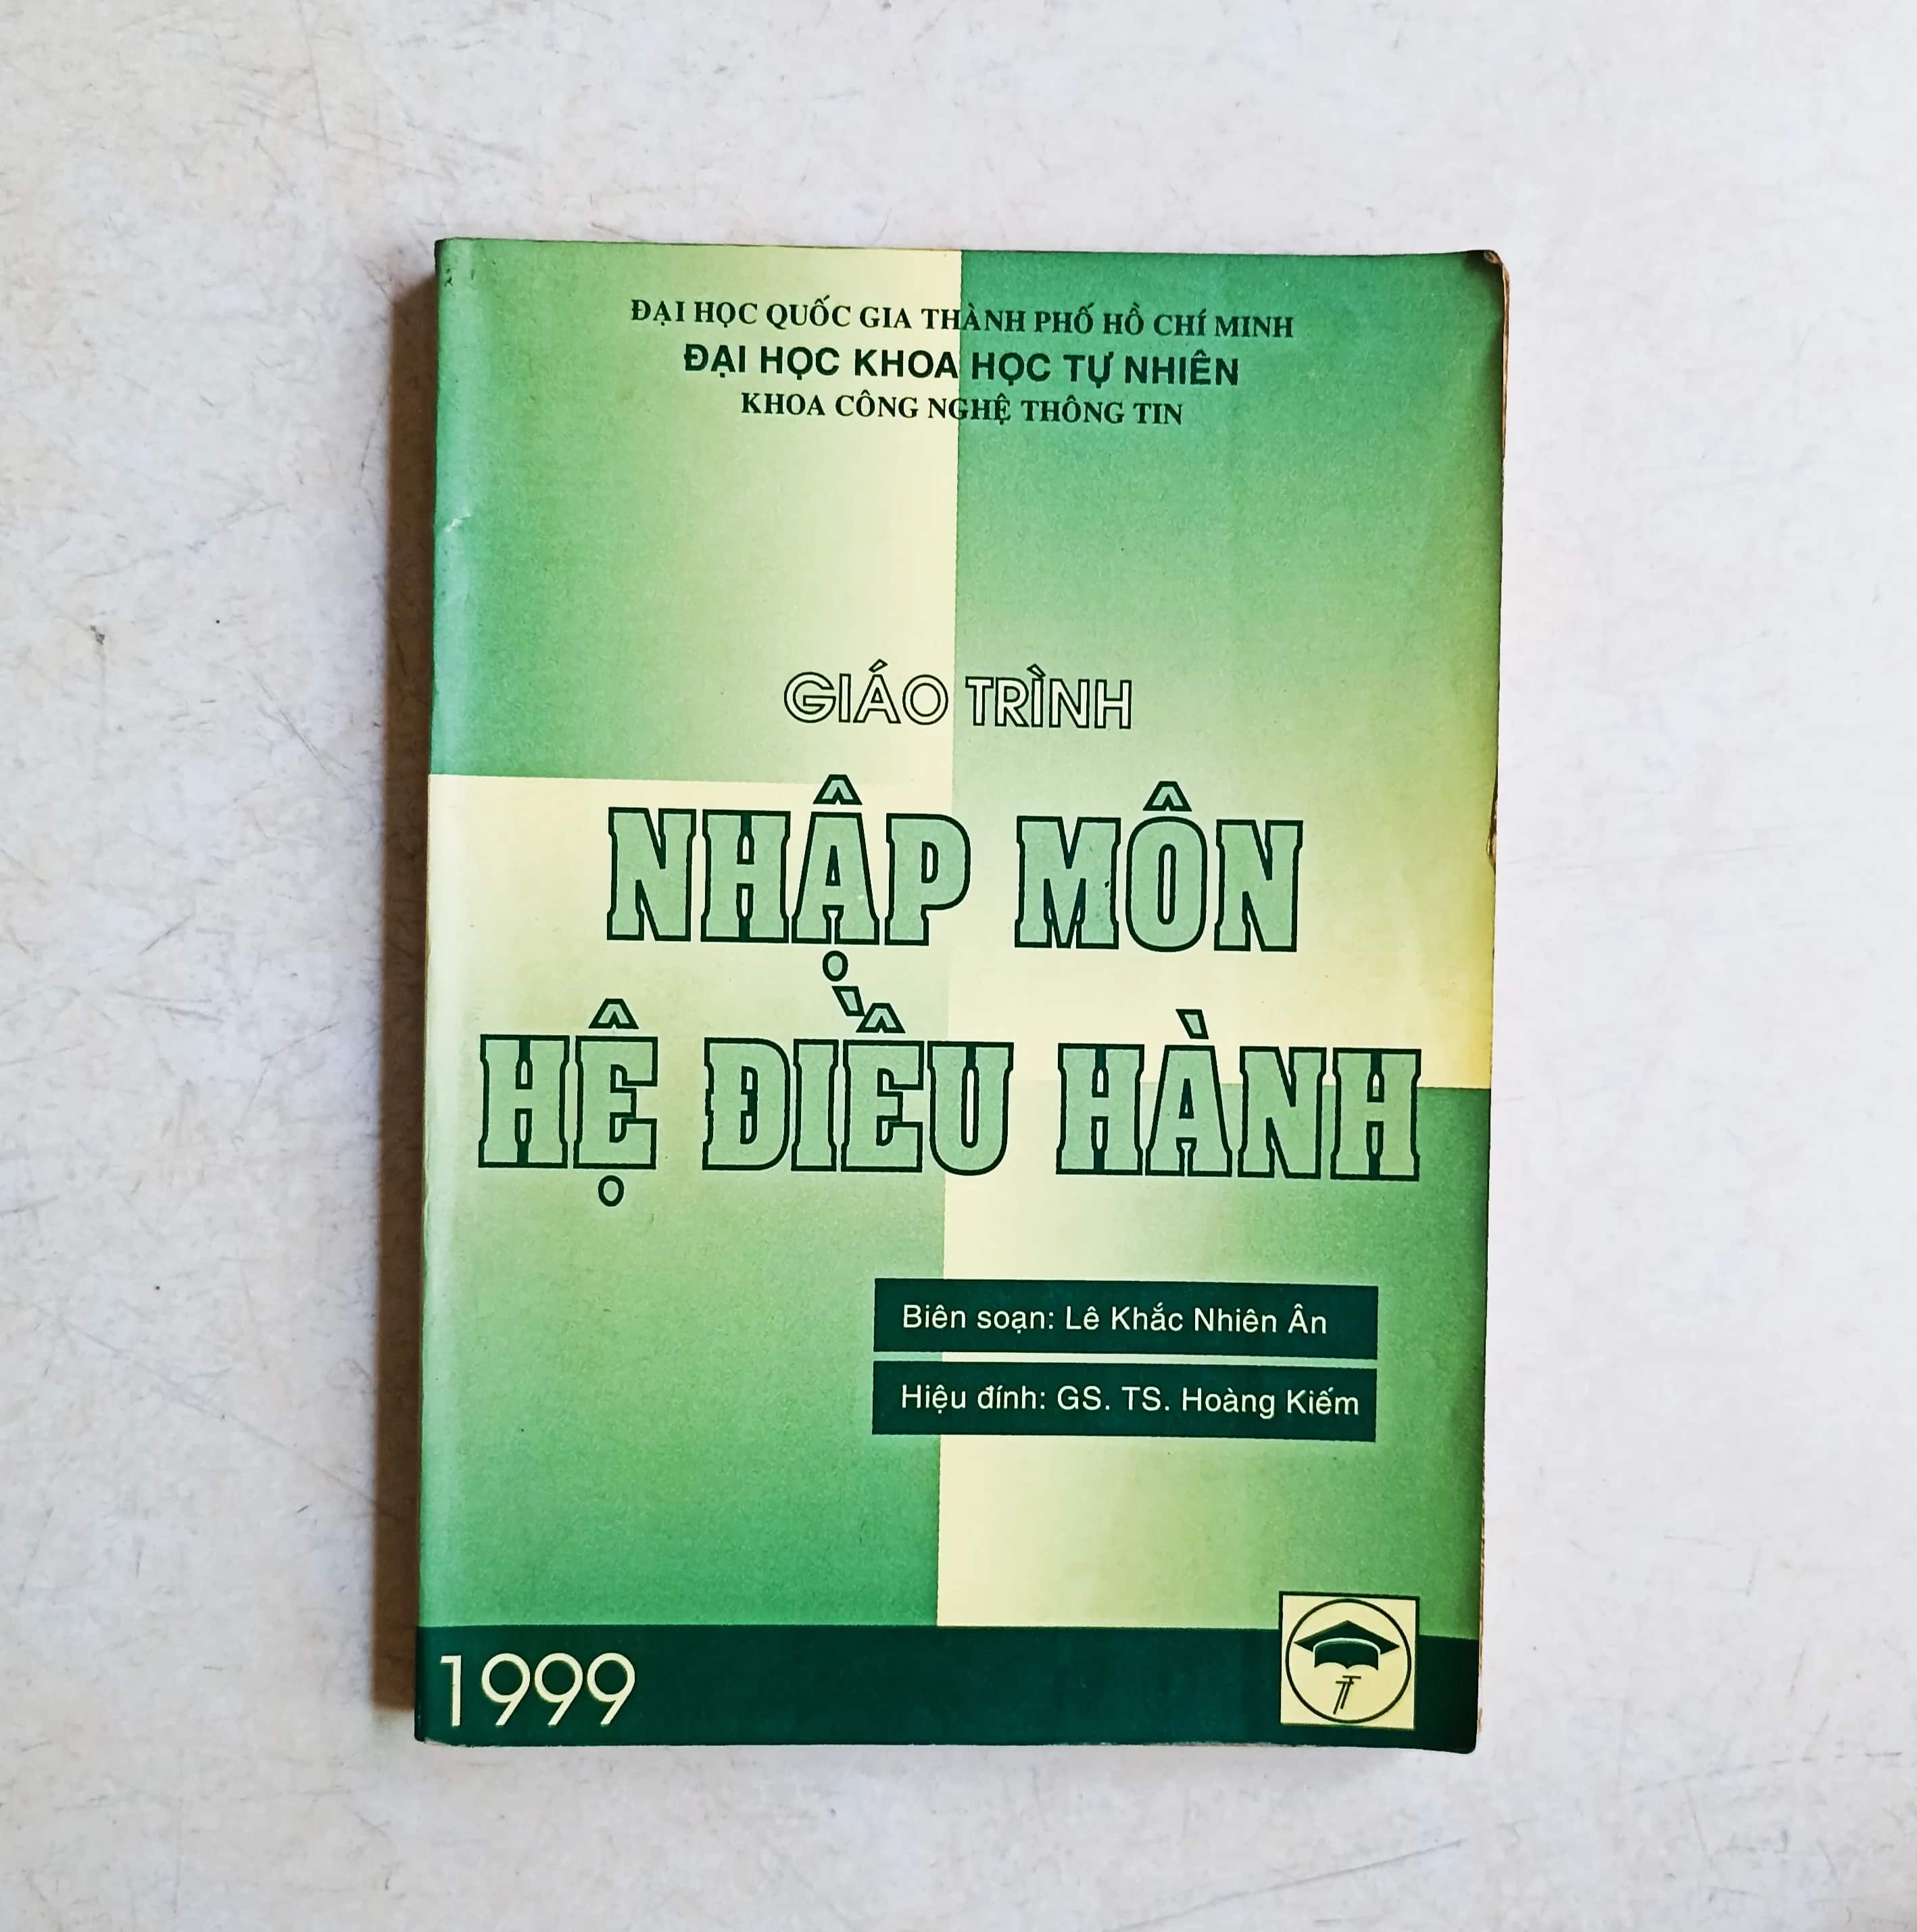 ĐẠI HỌC QUỐC GIA THÀNH PHỐ HỒ CHÍ MINH
ĐẠI HỌC KHOA HỌC TỰ NHIÊN
KHOA CÔNG NGHỆ THÔNG TIN
GIÁO TRÌNH
NHẬP MÔN
HỆ ĐIỀU HÀNH
Biên soạn: Lê Khắc Nhiên Ân
Hiệu đính: GS. TS. Hoàng Kiếm
1999